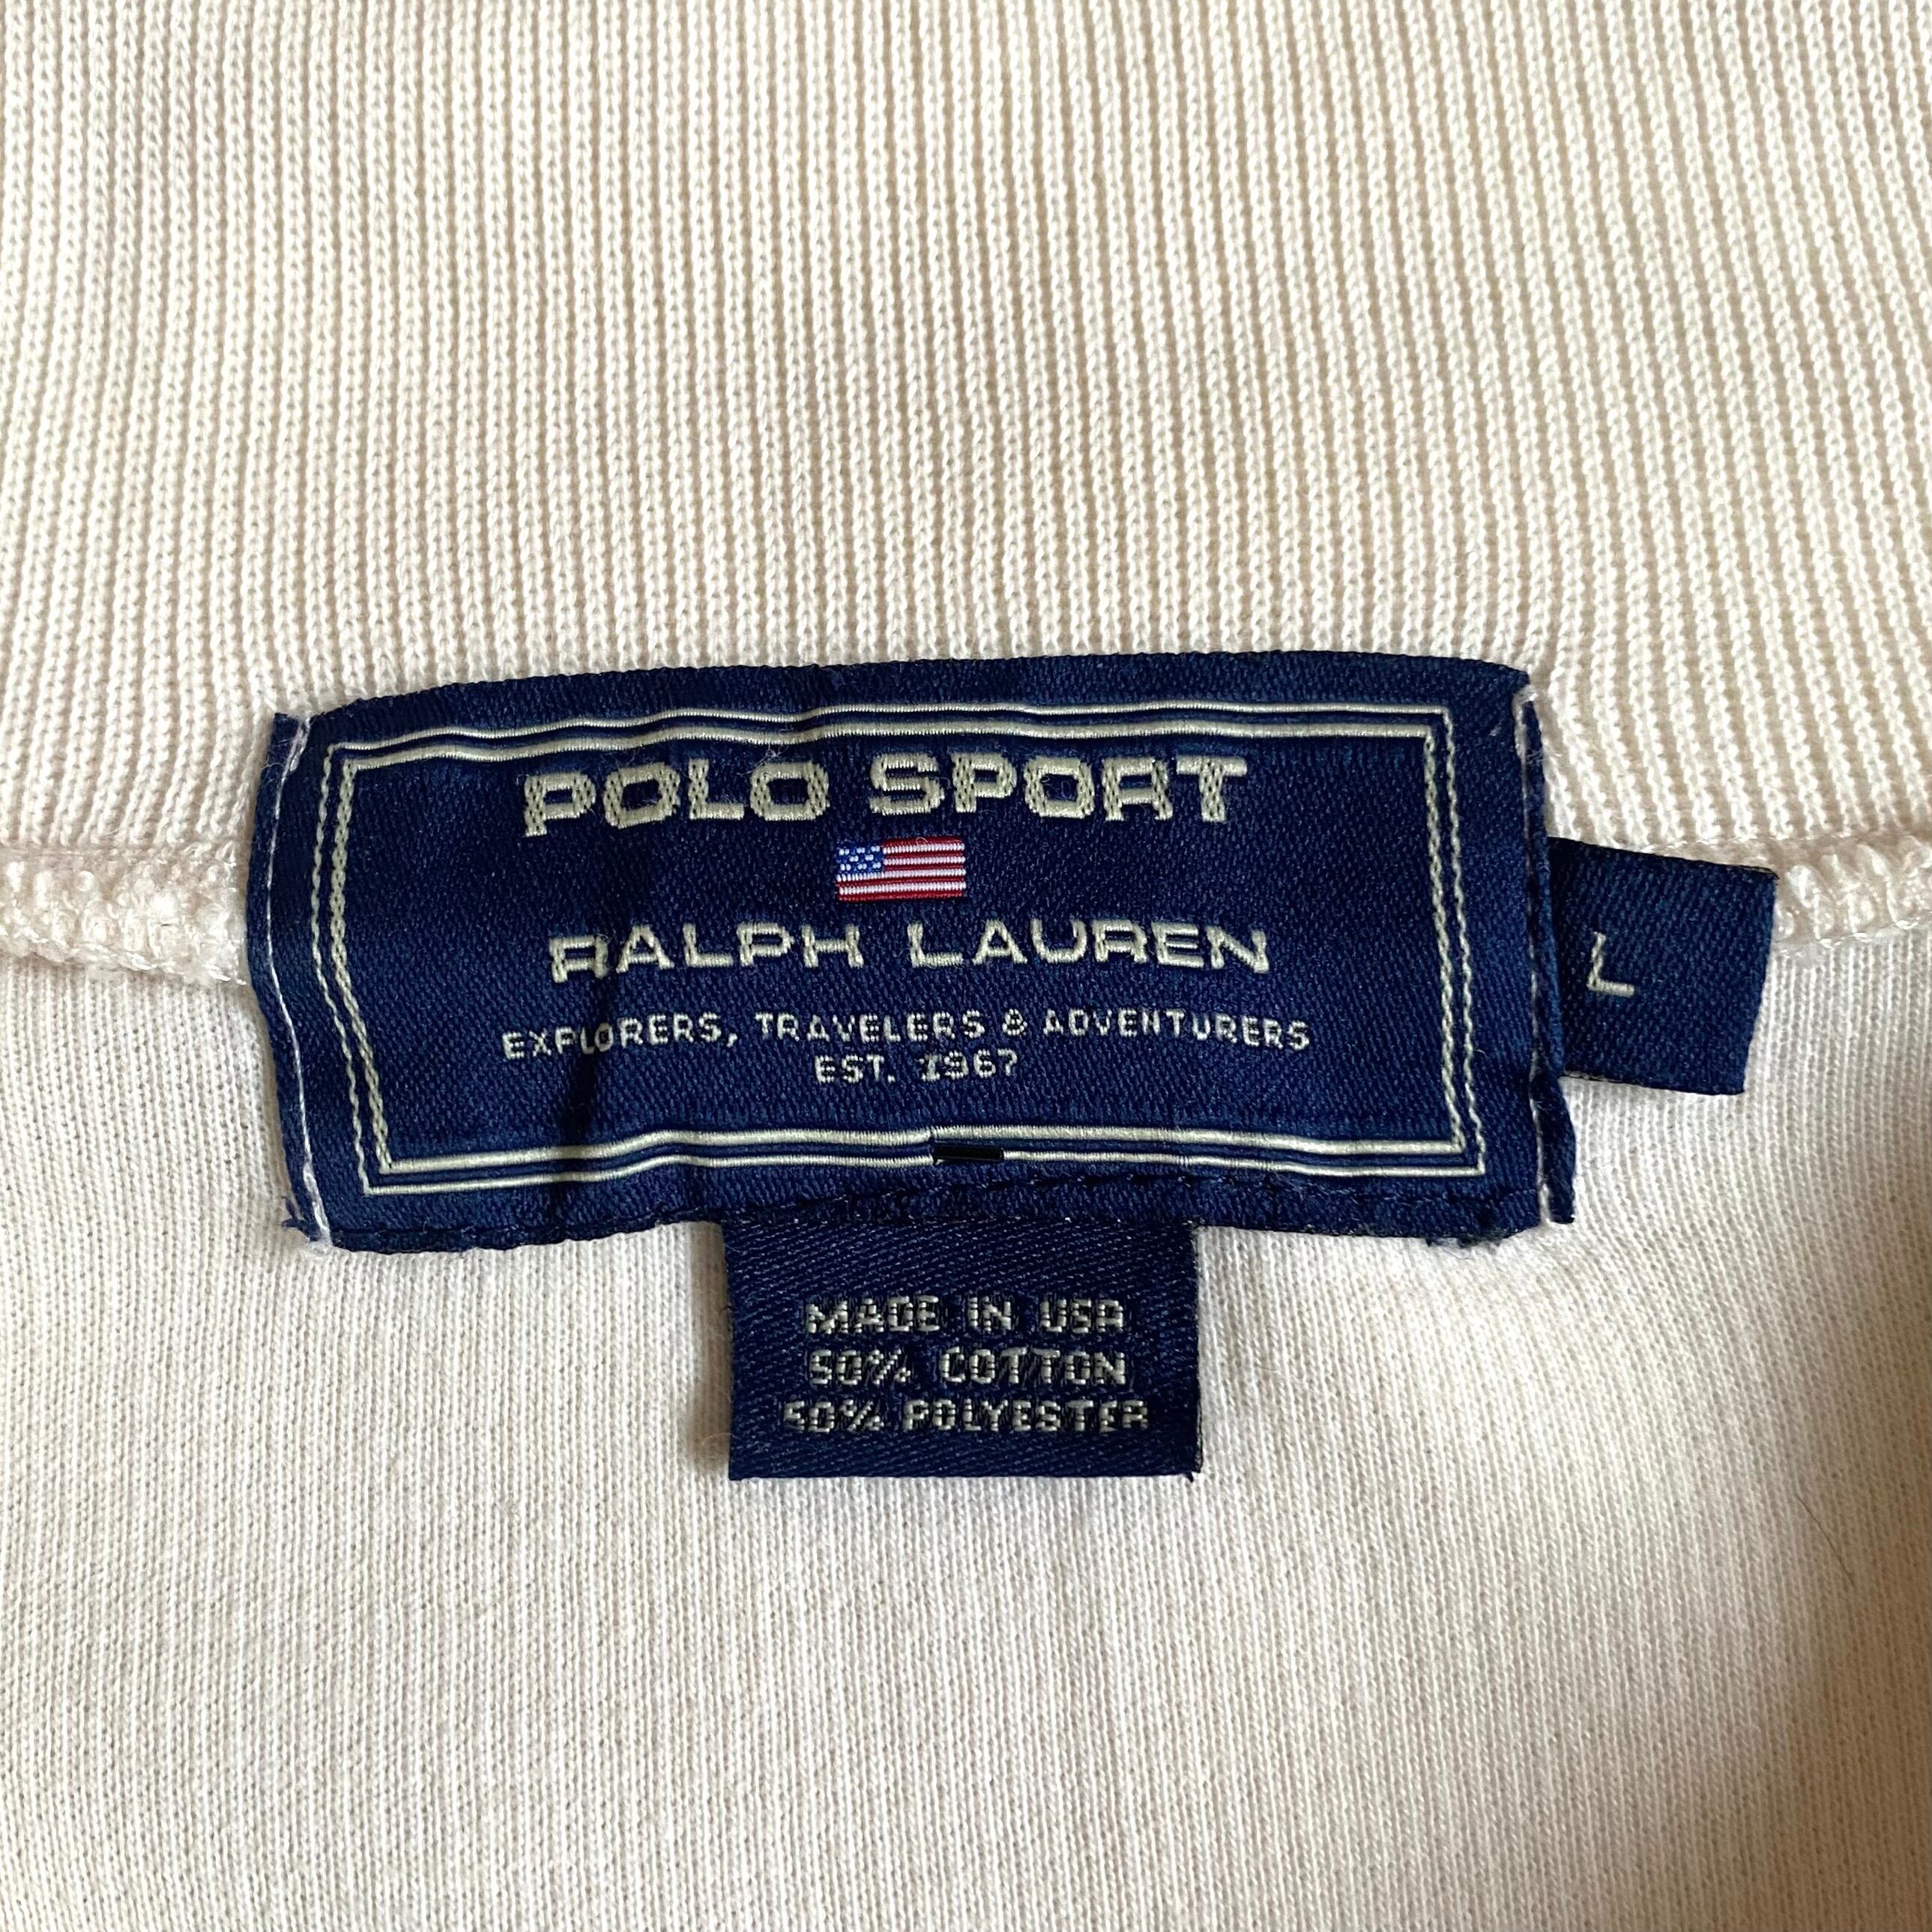 POLO SPORT
RALPH LAUREN
EXPLORERS, TRAVELERS & ADVENTURERS
EST. 1967
L
MADE IN USA
50% COTTON
50% POLYESTER